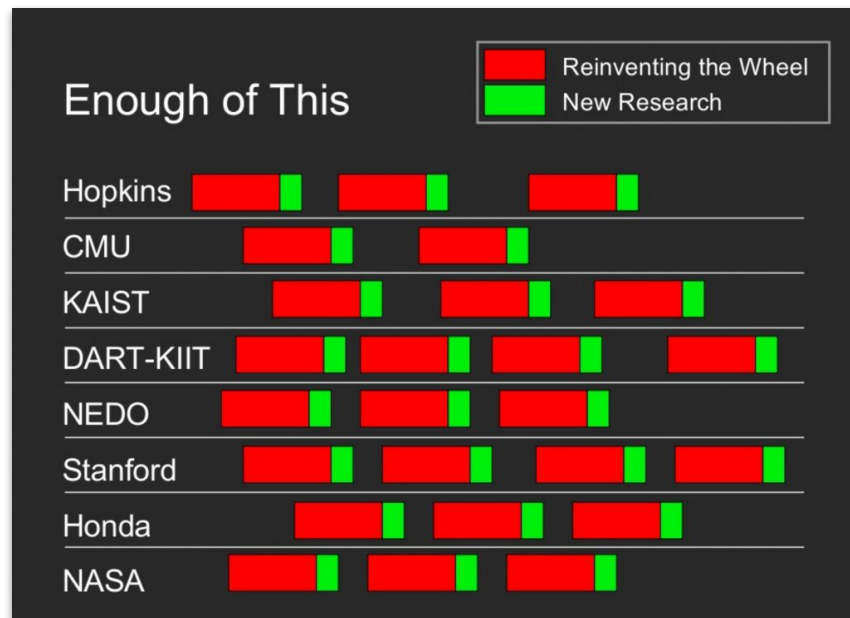 Enough of This
Reinventing the Wheel
New Research
Hopkins
CMU
KAIST
DART-KIIT
NEDO
Stanford
Honda
NASA